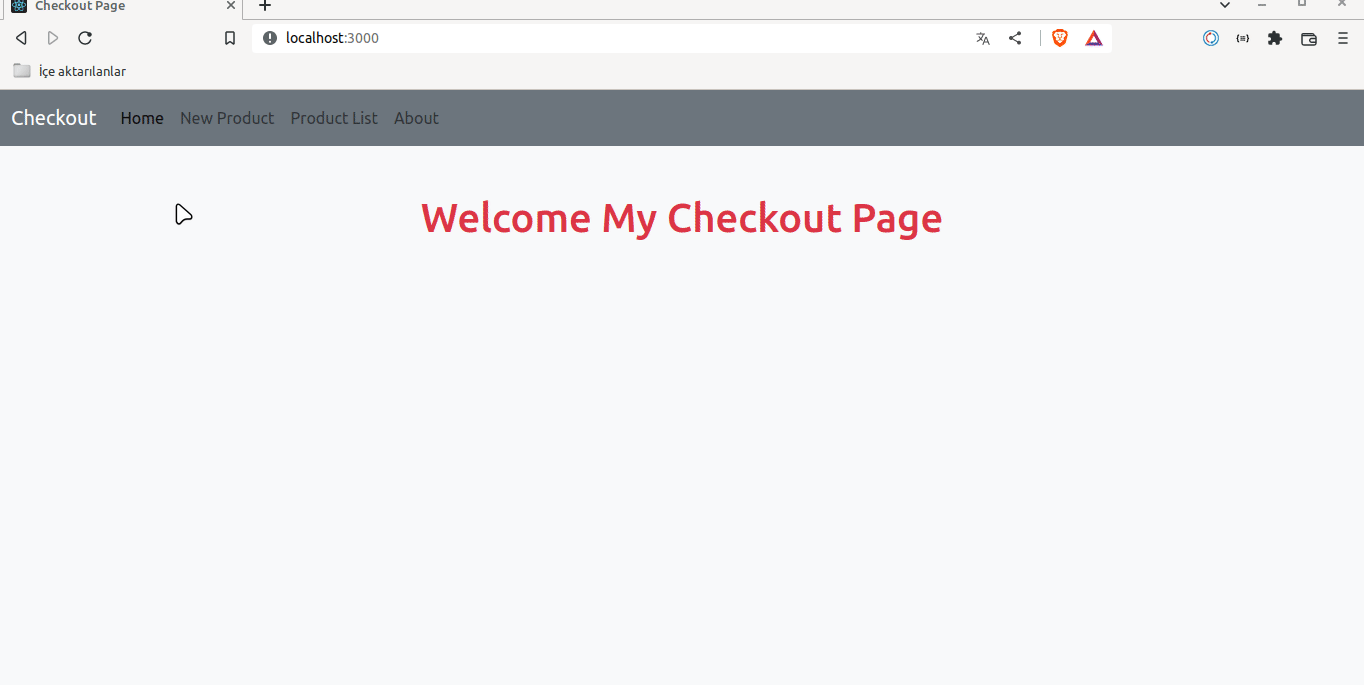 Checkout Page
localhost:3000
İçe aktarılanlar
Checkout Home New Product Product List About
Welcome My Checkout Page